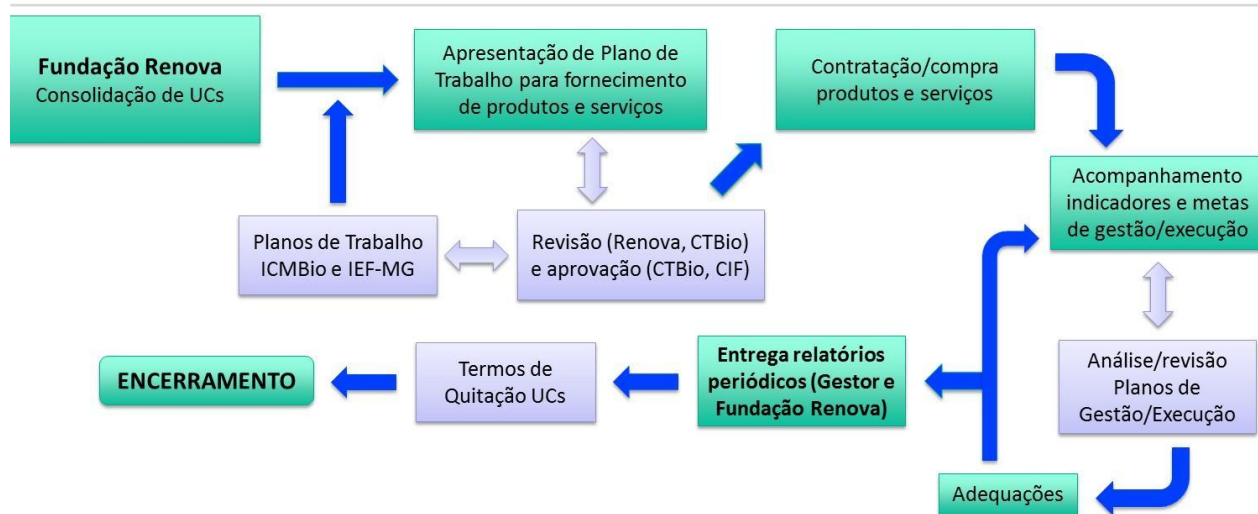 Fundação Renova
Consolidação de UCs
Apresentação de Plano de
Trabalho para fornecimento
de produtos e serviços
Contratação/compra
produtos e serviços
Acompanhamento
indicadores e metas
de gestão/execução
Planos de Trabalho
ICMBio e IEF-MG
Revisão (Renova, CTBio)
e aprovação (CTBio, CIF)
Análise/revisão
Planos de
Gestão/Execução
Adequações
Entrega relatórios
periódicos (Gestor e
Fundação Renova)
Termos de
Quitação UCs
ENCERRAMENTO